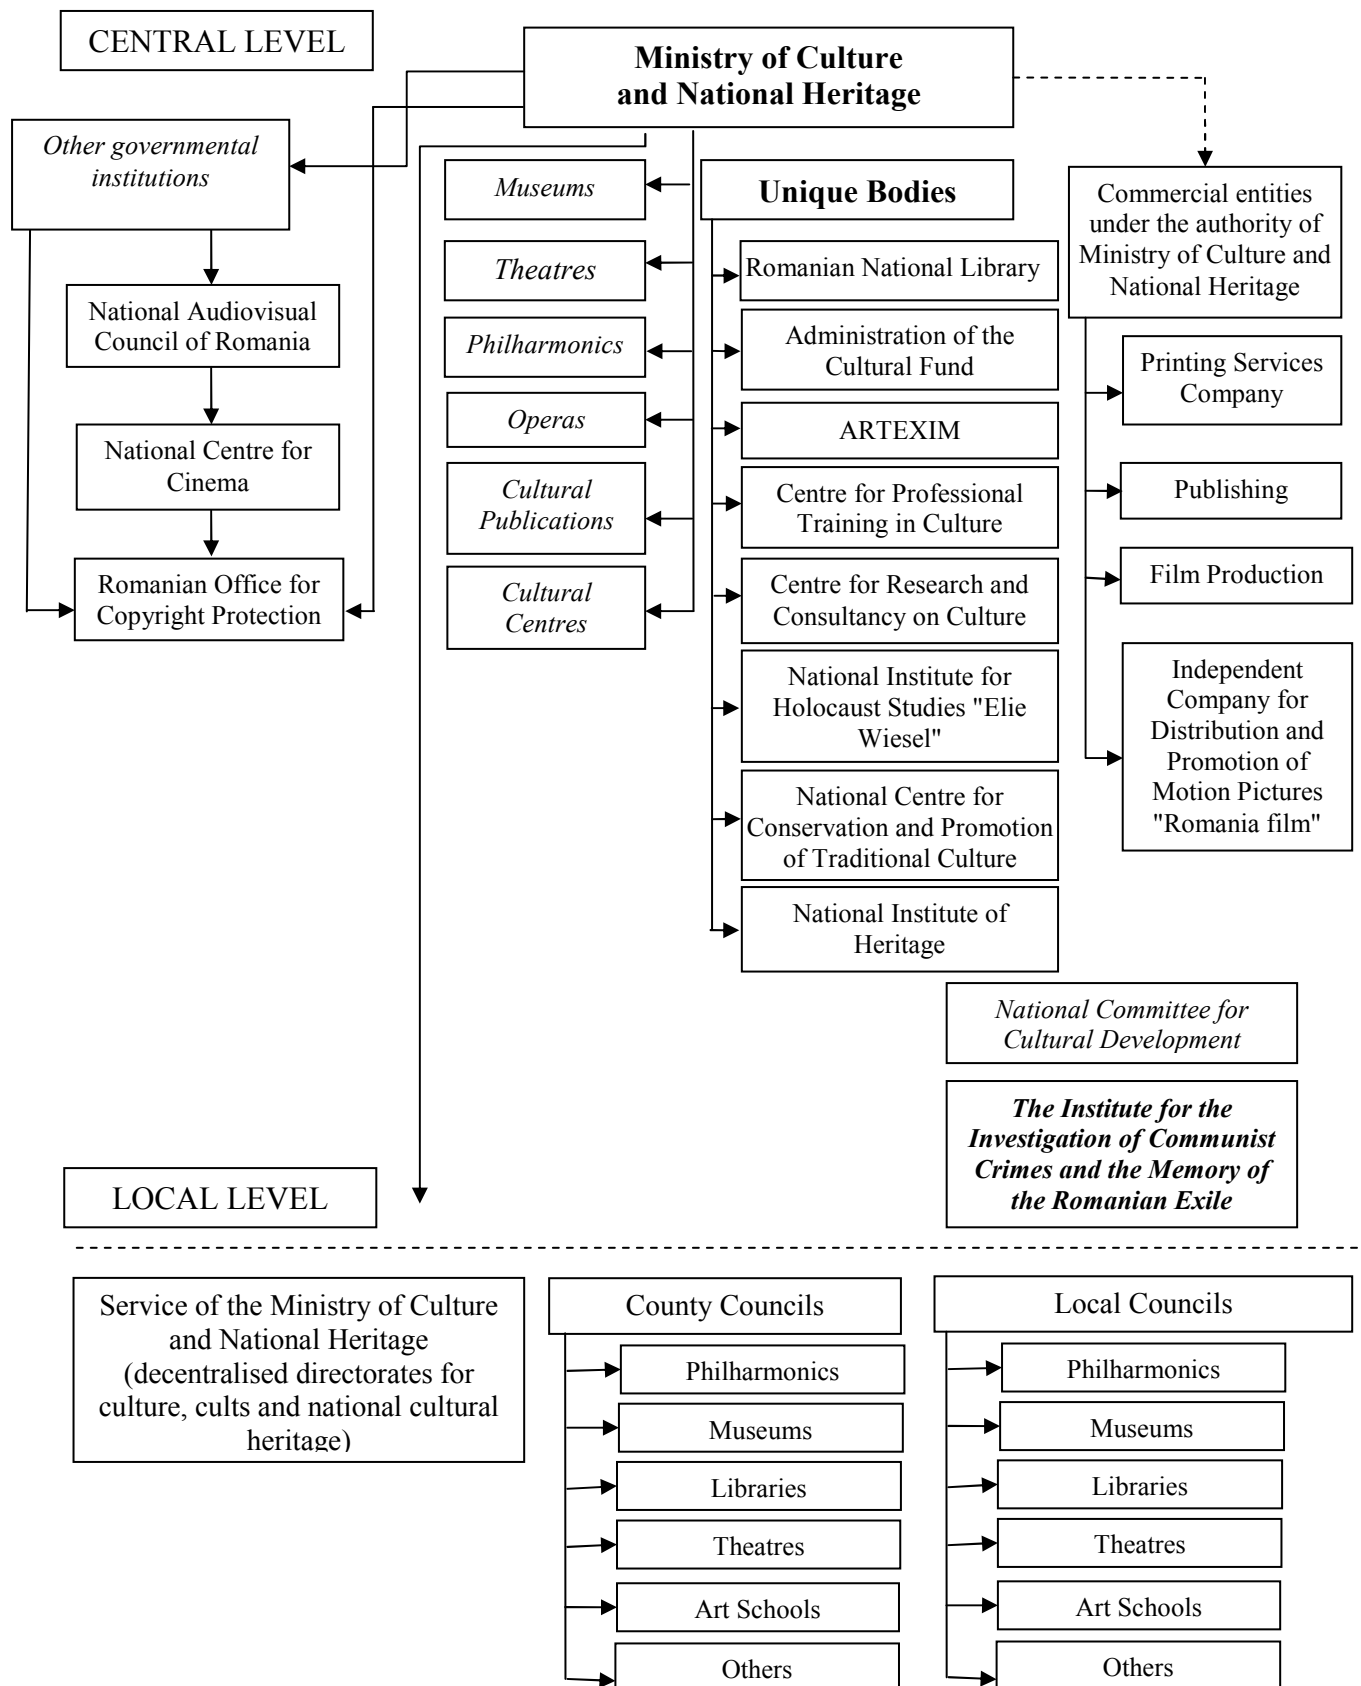 CENTRAL LEVEL
Ministry of Culture
and National Heritage
Other governmental
institutions
National Audiovisual
Council of Romania
National Centre for
Cinema
Romanian Office for
Copyright Protection
Museums
Theatres
Philharmonics
Operas
Cultural
Publications
Cultural
Centres
Unique Bodies
Romanian National Library
Administration of the
Cultural Fund
ARTEXIM
Centre for Professional
Training in Culture
Centre for Research and
Consultancy on Culture
National Institute for
Holocaust Studies "Elie
Wiesel"
National Centre for
Conservation and Promotion
of Traditional Culture
National Institute of
Heritage
Commercial entities
under the authority of
Ministry of Culture and
National Heritage
Printing Services
Company
Publishing
Film Production
Independent
Company for
Distribution and
Promotion of
Motion Pictures
"Romania film"
National Committee for
Cultural Development
The Institute for the
Investigation of Communist
Crimes and the Memory of
the Romanian Exile
LOCAL LEVEL
Service of the Ministry of Culture
and National Heritage
(decentralised directorates for
culture, cults and national cultural
heritage)
County Councils
Philharmonics
Museums
Libraries
Theatres
Art Schools
Others
Local Councils
Philharmonics
Museums
Libraries
Theatres
Art Schools
Others